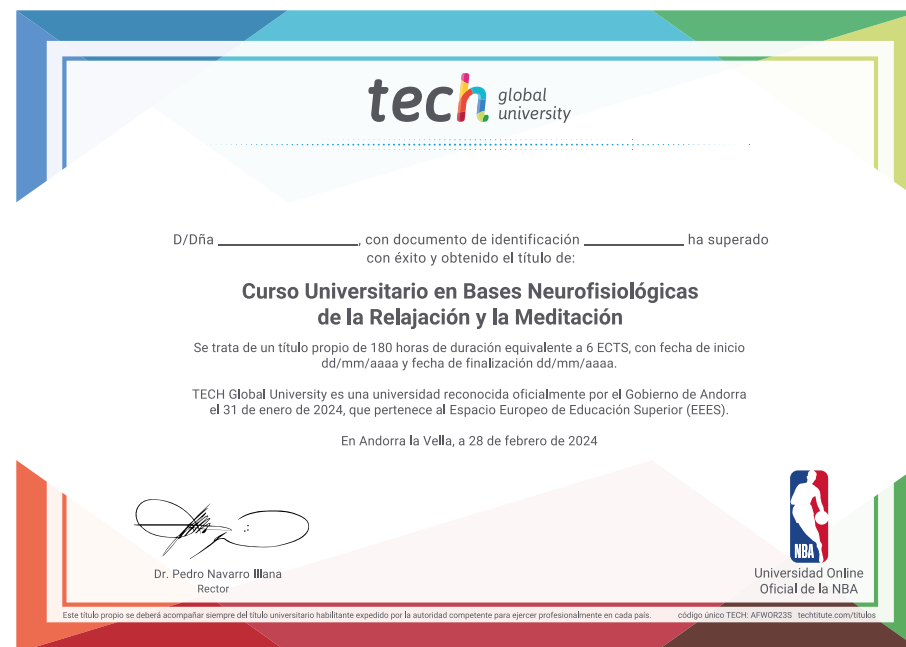 tech global university
D/Dña ____________________, con documento de identificación ______________ ha superado
con éxito y obtenido el título de:
Curso Universitario en Bases Neurofisiológicas
de la Relajación y la Meditación
Se trata de un título propio de 180 horas de duración equivalente a 6 ECTS, con fecha de inicio
dd/mm/aaaa y fecha de finalización dd/mm/aaaa.
TECH Global University es una universidad reconocida oficialmente por el Gobierno de Andorra
el 31 de enero de 2024, que pertenece al Espacio Europeo de Educación Superior (EEES).
En Andorra la Vella, a 28 de febrero de 2024
Dr. Pedro Navarro Illana
Rector
NBA
Universidad Online
Oficial de la NBA
Este título propio se deberá acompañar siempre del título universitario habilitante expedido por la autoridad competente para ejercer profesionalmente en cada país.
código único TECH: AFWOR23S techtitute.com/titulos